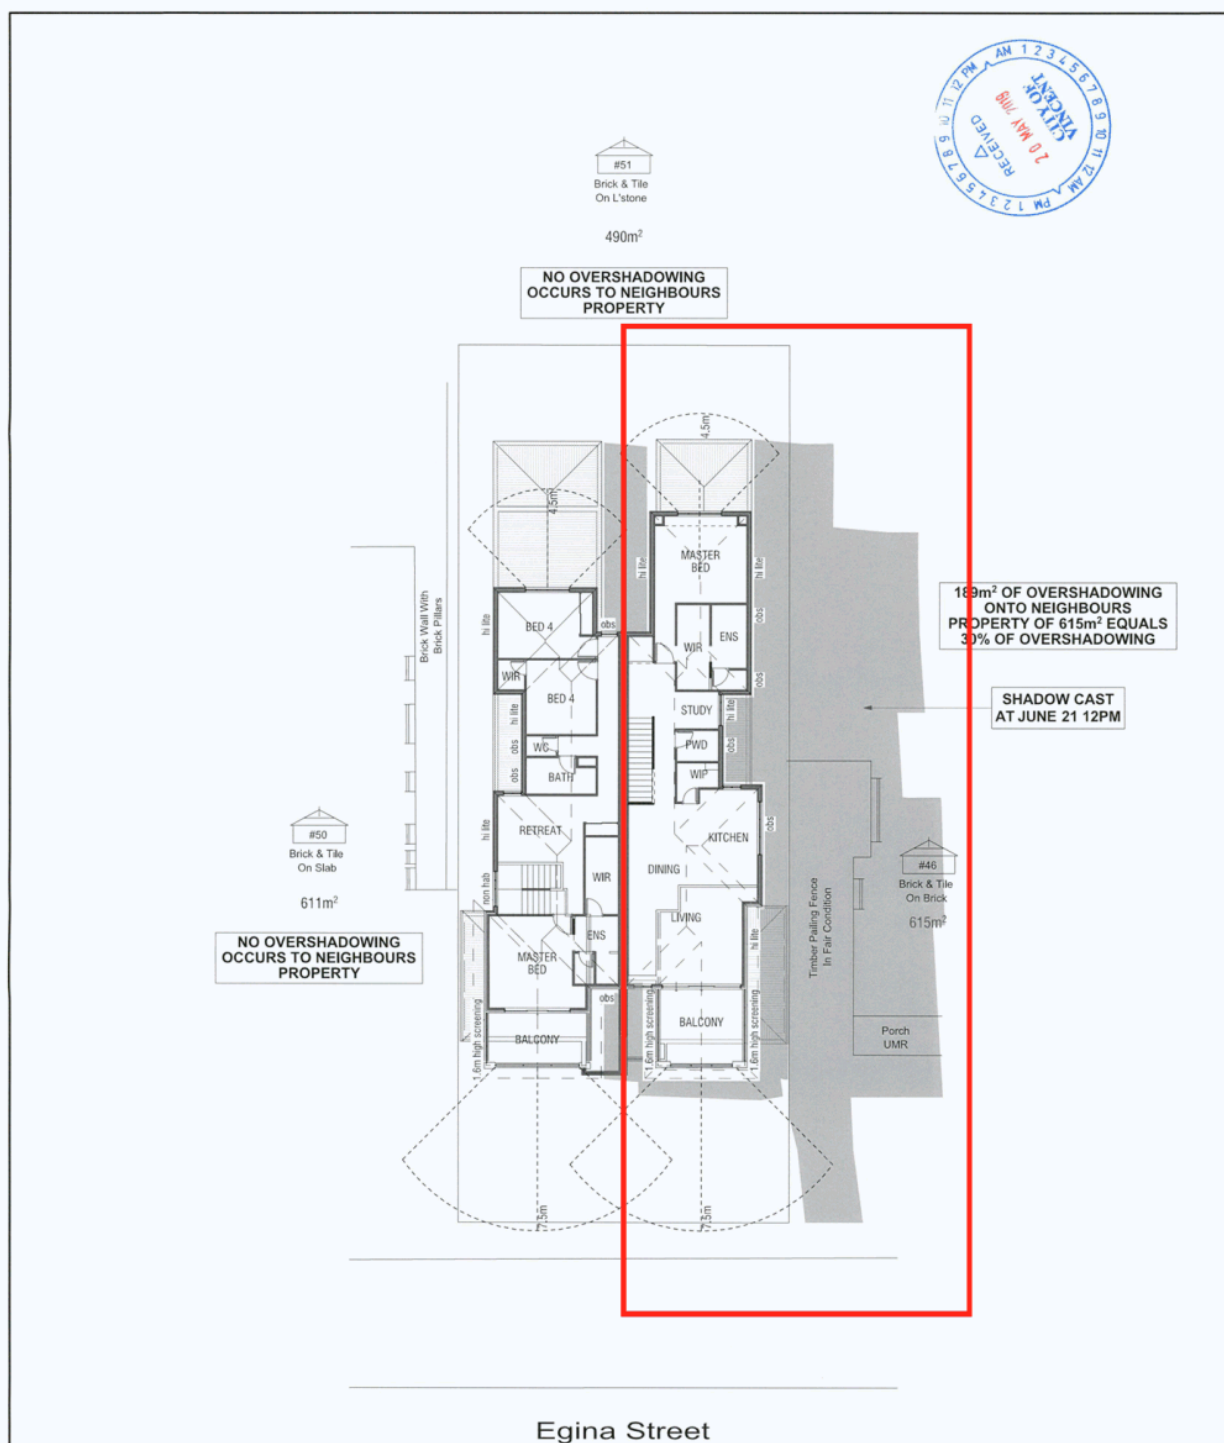 AM 1 2 3 4 5 6 7 8 9 10 11 12 AM
PM 1 2 3 4 5 6 7 8 9 10 11 12 PM
CITY OF
VINCENT
20 MAY 2019
RECEIVED
#51
Brick & Tile
On L'stone
490m²
NO OVERSHADOWING
OCCURS TO NEIGHBOURS
PROPERTY
4.5m
4.5m
Brick Wall With
Brick Pillars
MASTER
BED
hi lite
hi lite
189m² OF OVERSHADOWING
ONTO NEIGHBOURS
PROPERTY OF 615m² EQUALS
30% OF OVERSHADOWING
BED 4
hi lite
obs
obs
WIR
ENS
WIR
obs
BED 4
STUDY
hi lite
SHADOW CAST
AT JUNE 21 12PM
hi lite
obs
WC
PWD
obs
BATH
obs
WIP
RETREAT
hi lite
KITCHEN
obs
#50
Brick & Tile
On Slab
611m²
DINING
WIR
non hab
#46
Brick & Tile
On Brick
615m²
Timber Pailing Fence
In Fair Condition
LIVING
ENS
hi lite
NO OVERSHADOWING
OCCURS TO NEIGHBOURS
PROPERTY
MASTER
BED
obs
1.6m high screening
BALCONY
1.6m high screening
BALCONY
1.6m high screening
Porch
UMR
7.5m
7.5m
Egina Street